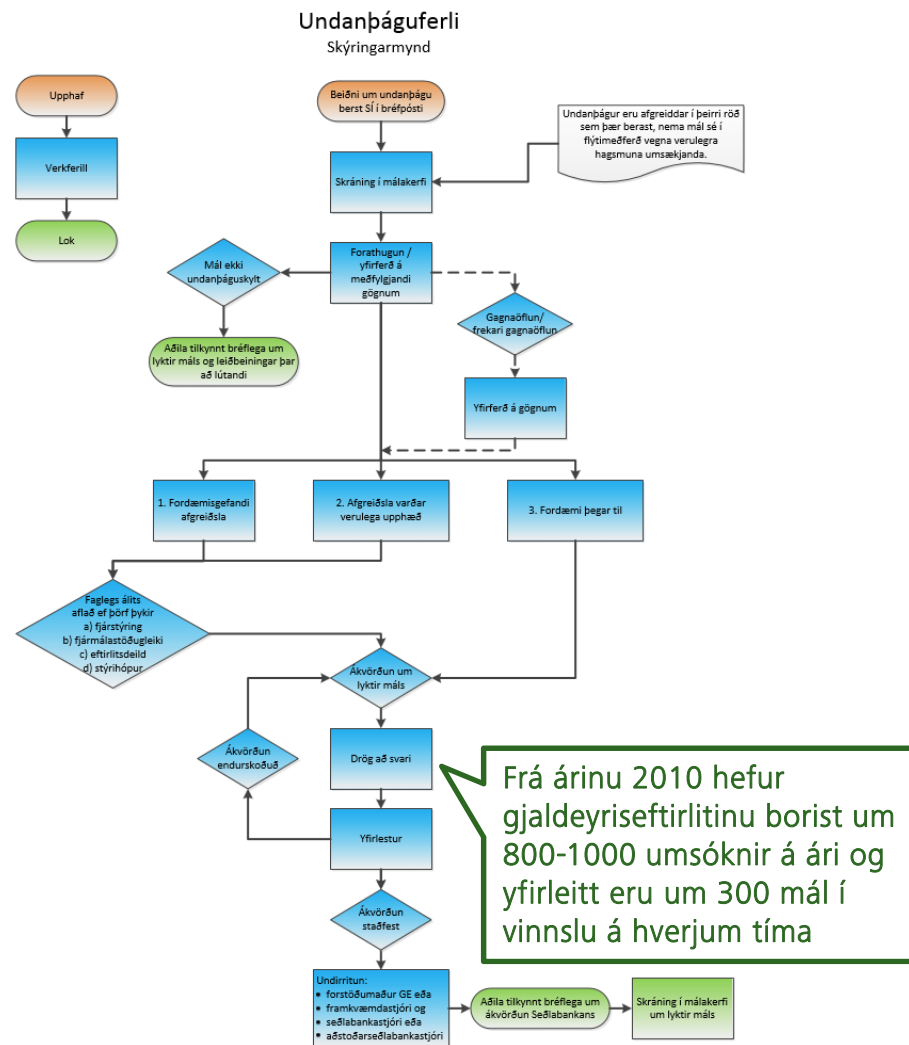 Undanþáguferli
Skýringarmynd
Upphaf
Verkferill
Lok
Beiðni um undanþágu
berst SÍ í bréfpósti
Undanþágur eru afgreiddar í þeirri röð
sem þær berast, nema mál sé í
flýtimeðferð vegna verulegra
hagsmuna umsækjanda.
Skráning í málakerfi
Forathugun /
yfirferð á
meðfylgjandi
gögnum
Mál ekki
undanþáguskylt
Aðila tilkynnt bréflega um
lyktir máls og leiðbeiningar þar
að lútandi
Gagnaöflun/
frekari gagnaöflun
Yfirferð á gögnum
1. Fordæmisgefandi
afgreiðsla
2. Afgreiðsla varðar
verulega upphæð
3. Fordæmi þegar til
Faglegs álits
aflað ef þörf þykir
a) fjárstýring
b) fjármálastöðugleiki
c) eftirlitsdeild
d) stýrihópur
Ákvörðun um
lyktir máls
Ákvörðun
endurskoðuð
Drög að svari
Yfirlestur
Frá árinu 2010 hefur
gjaldeyriseftirlitinu borist um
800-1000 umsóknir á ári og
yfirleitt eru um 300 mál í
vinnslu á hverjum tíma
Ákvörðun
staðfest
Undirritun:
• forstöðumaður GE eða
• framkvæmdastjóri og
• seðlabankastjóri eða
• aðstoðarseðlabankastjóri
Aðila tilkynnt bréflega um
ákvörðun Seðlabankans
Skráning í málakerfi
um lyktir máls